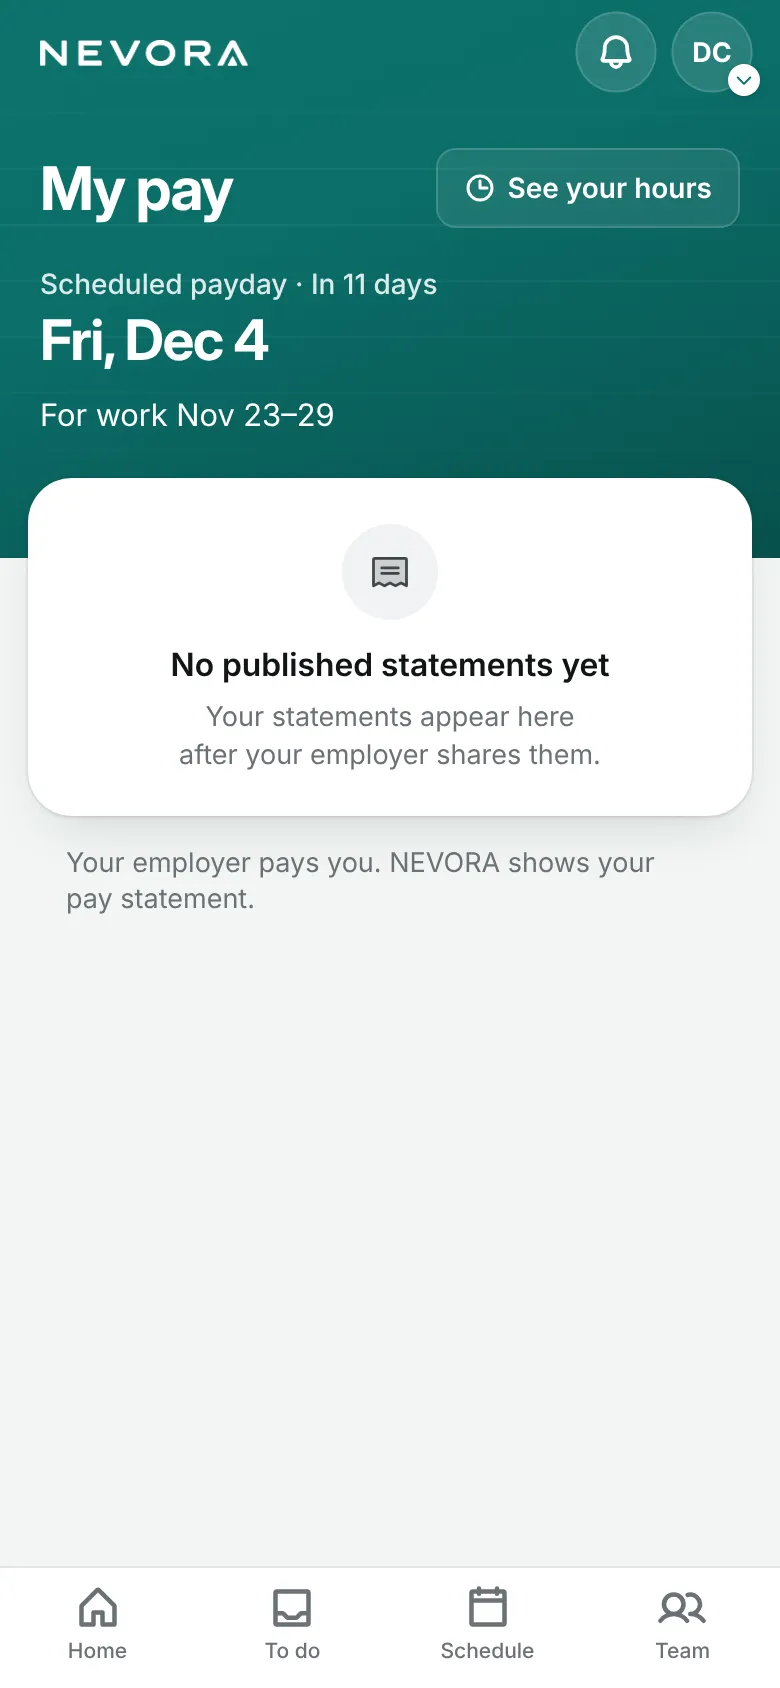 NEVORA
DC
My pay
See your hours
Scheduled payday · In 11 days
Fri, Dec 4
For work Nov 23–29
No published statements yet
Your statements appear here
after your employer shares them.
Your employer pays you. NEVORA shows your
pay statement.
Home
To do
Schedule
Team